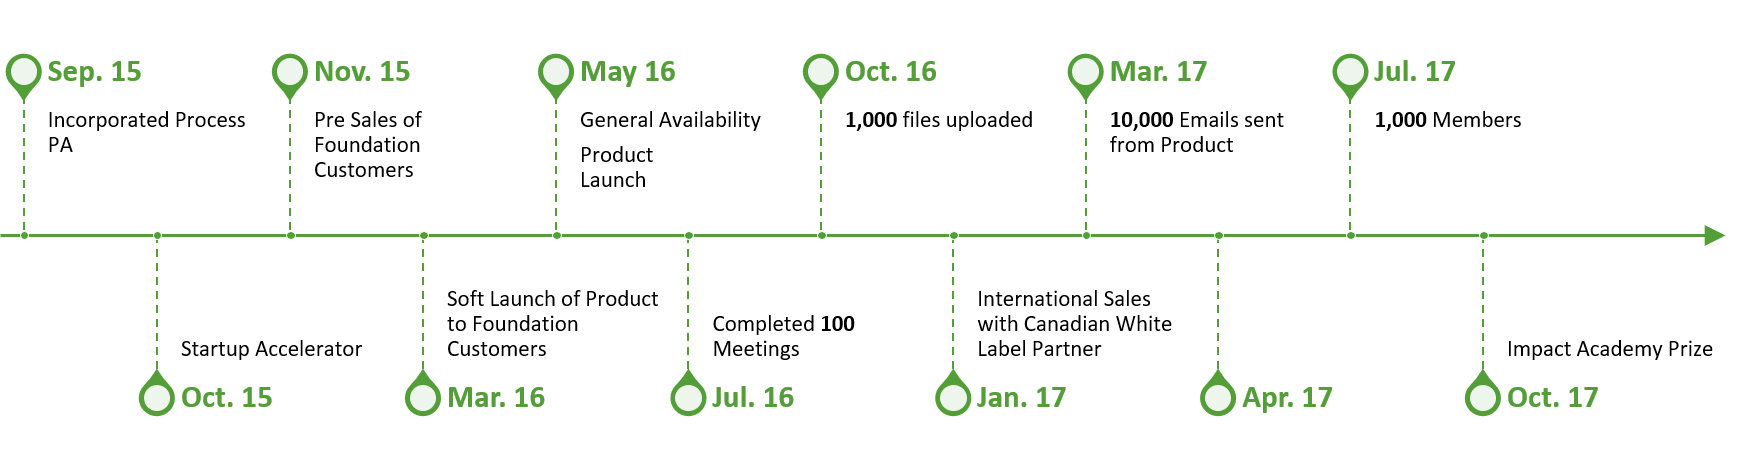 Sep. 15
Incorporated Process
PA
Nov. 15
Pre Sales of
Foundation
Customers
May 16
General Availability
Product
Launch
Oct. 16
1,000 files uploaded
Mar. 17
10,000 Emails sent
from Product
Jul. 17
1,000 Members
Startup Accelerator
Oct. 15
Soft Launch of Product
to Foundation
Customers
Mar. 16
Completed 100
Meetings
Jul. 16
International Sales
with Canadian White
Label Partner
Jan. 17
Apr. 17
Impact Academy Prize
Oct. 17